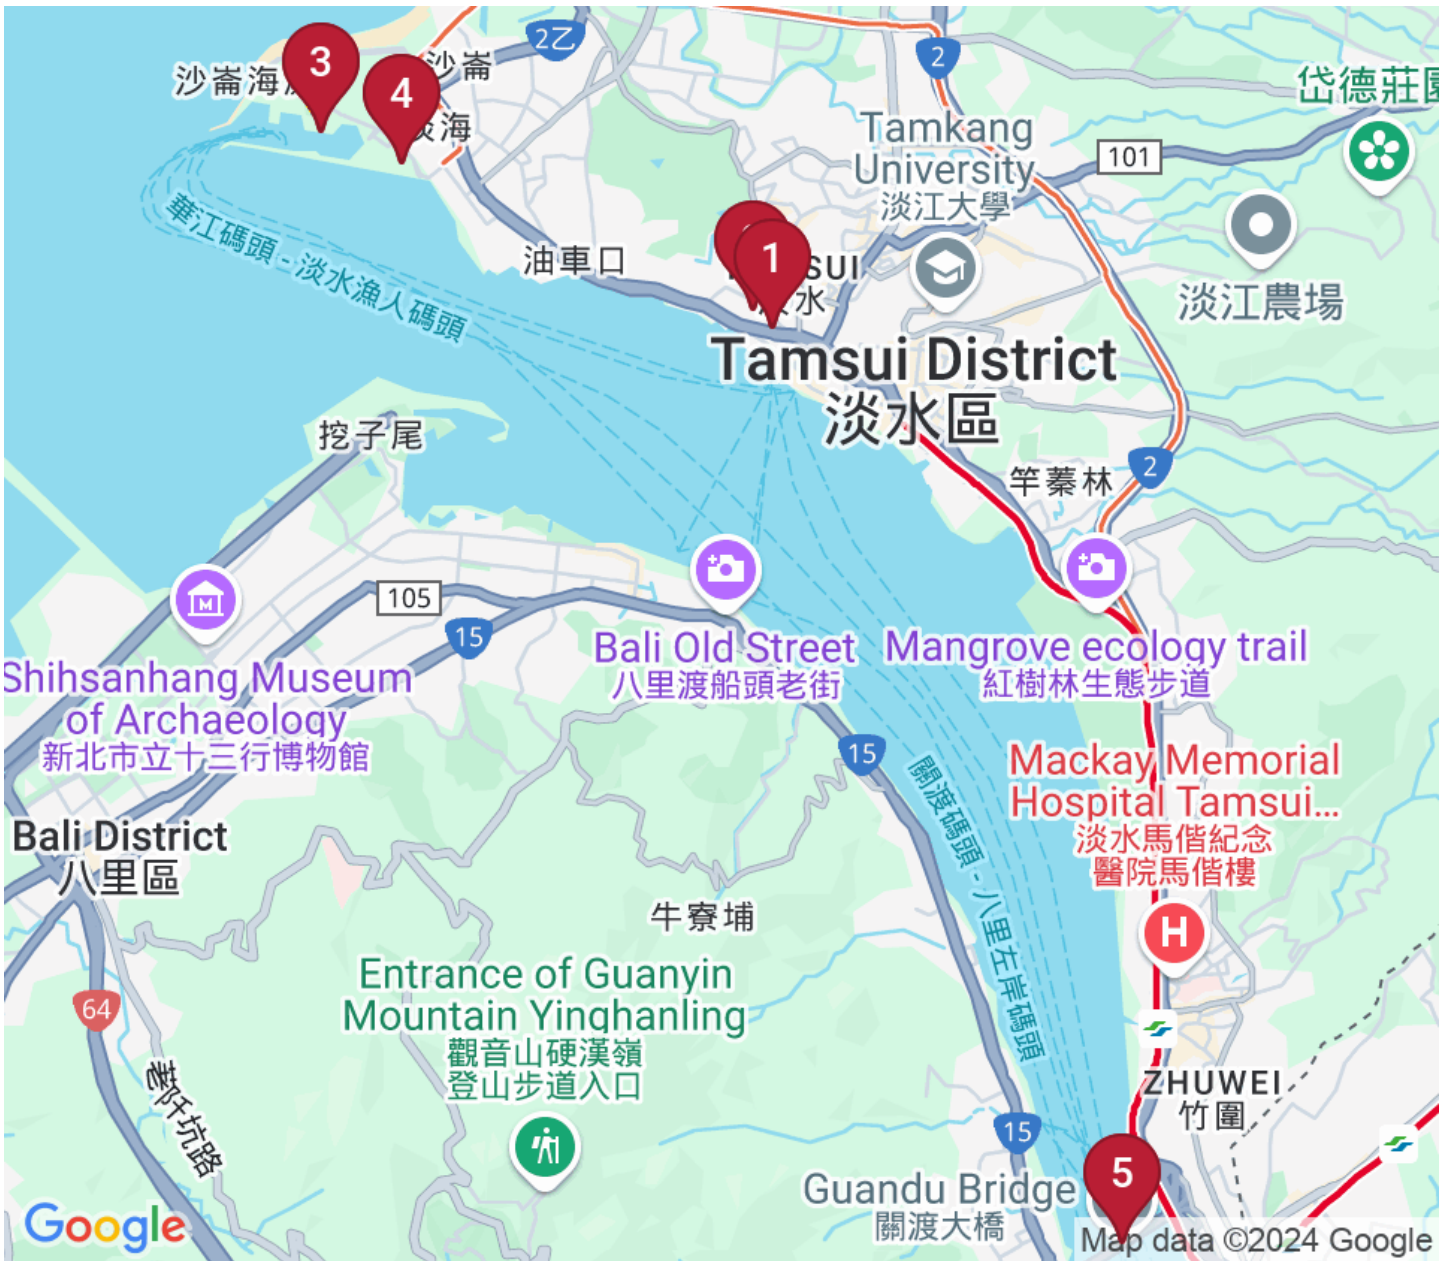 2乙
3
沙崙海
沙崙
4
淡海
2
岱德莊園
Tamkang
University
淡江大學
101
華江碼頭 - 淡水漁人碼頭
油車口
1
SUI
淡水
淡江農場
Tamsui District
淡水區
挖子尾
竿蓁林
2
105
15
Bali Old Street
八里渡船頭老街
Mangrove ecology trail
紅樹林生態步道
Shihsanhang Museum
of Archaeology
新北市立十三行博物館
15
Mackay Memorial
Hospital Tamsui...
淡水馬偕紀念
醫院馬偕樓
關渡碼頭 - 八里左岸碼頭
Bali District
八里區
牛寮埔
H
Entrance of Guanyin
Mountain Yinghanling
觀音山硬漢嶺
登山步道入口
64
ZHUWEI
竹圍
15
5
Guandu Bridge
關渡大橋
Google
Map data ©2024 Google